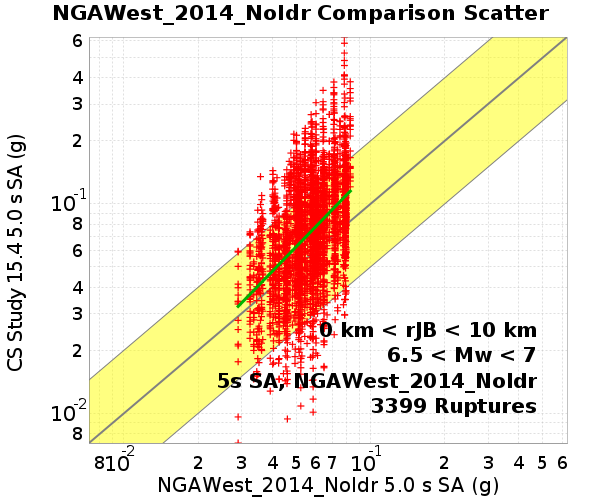 NGAWest_2014_NoIdr Comparison Scatter
6
4
3
2
10-1
8
6
4
3
2
10-2
8
CS Study 15.4 5.0 s SA (g)
0 km < rJB < 10 km
6.5 < Mw < 7
5s SA, NGAWest_2014_NoIdr
3399 Ruptures
8 10-2 2 3 4 5 6 7 10-1 2 3 4 5 6
NGAWest_2014_NoIdr 5.0 s SA (g)